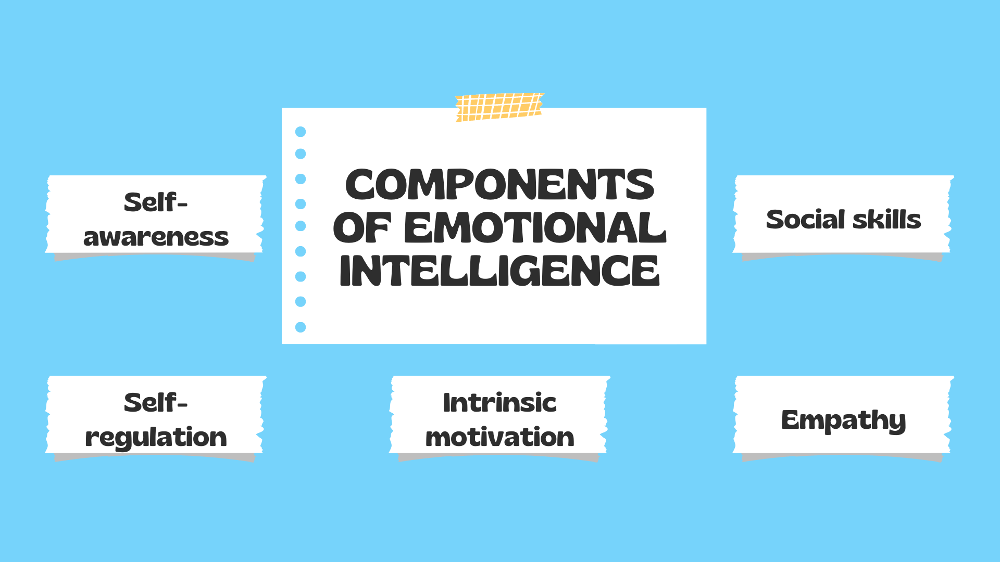 COMPONENTS
OF EMOTIONAL
INTELLIGENCE
Self-
awareness
Social skills
Self-
regulation
Intrinsic
motivation
Empathy